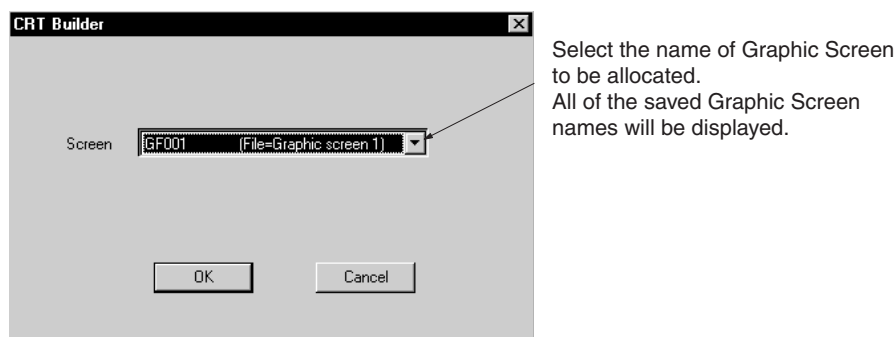 CRT Builder
Select the name of Graphic Screen
to be allocated.
All of the saved Graphic Screen
names will be displayed.
Screen GF001 (File=Graphic screen 1)
OK Cancel